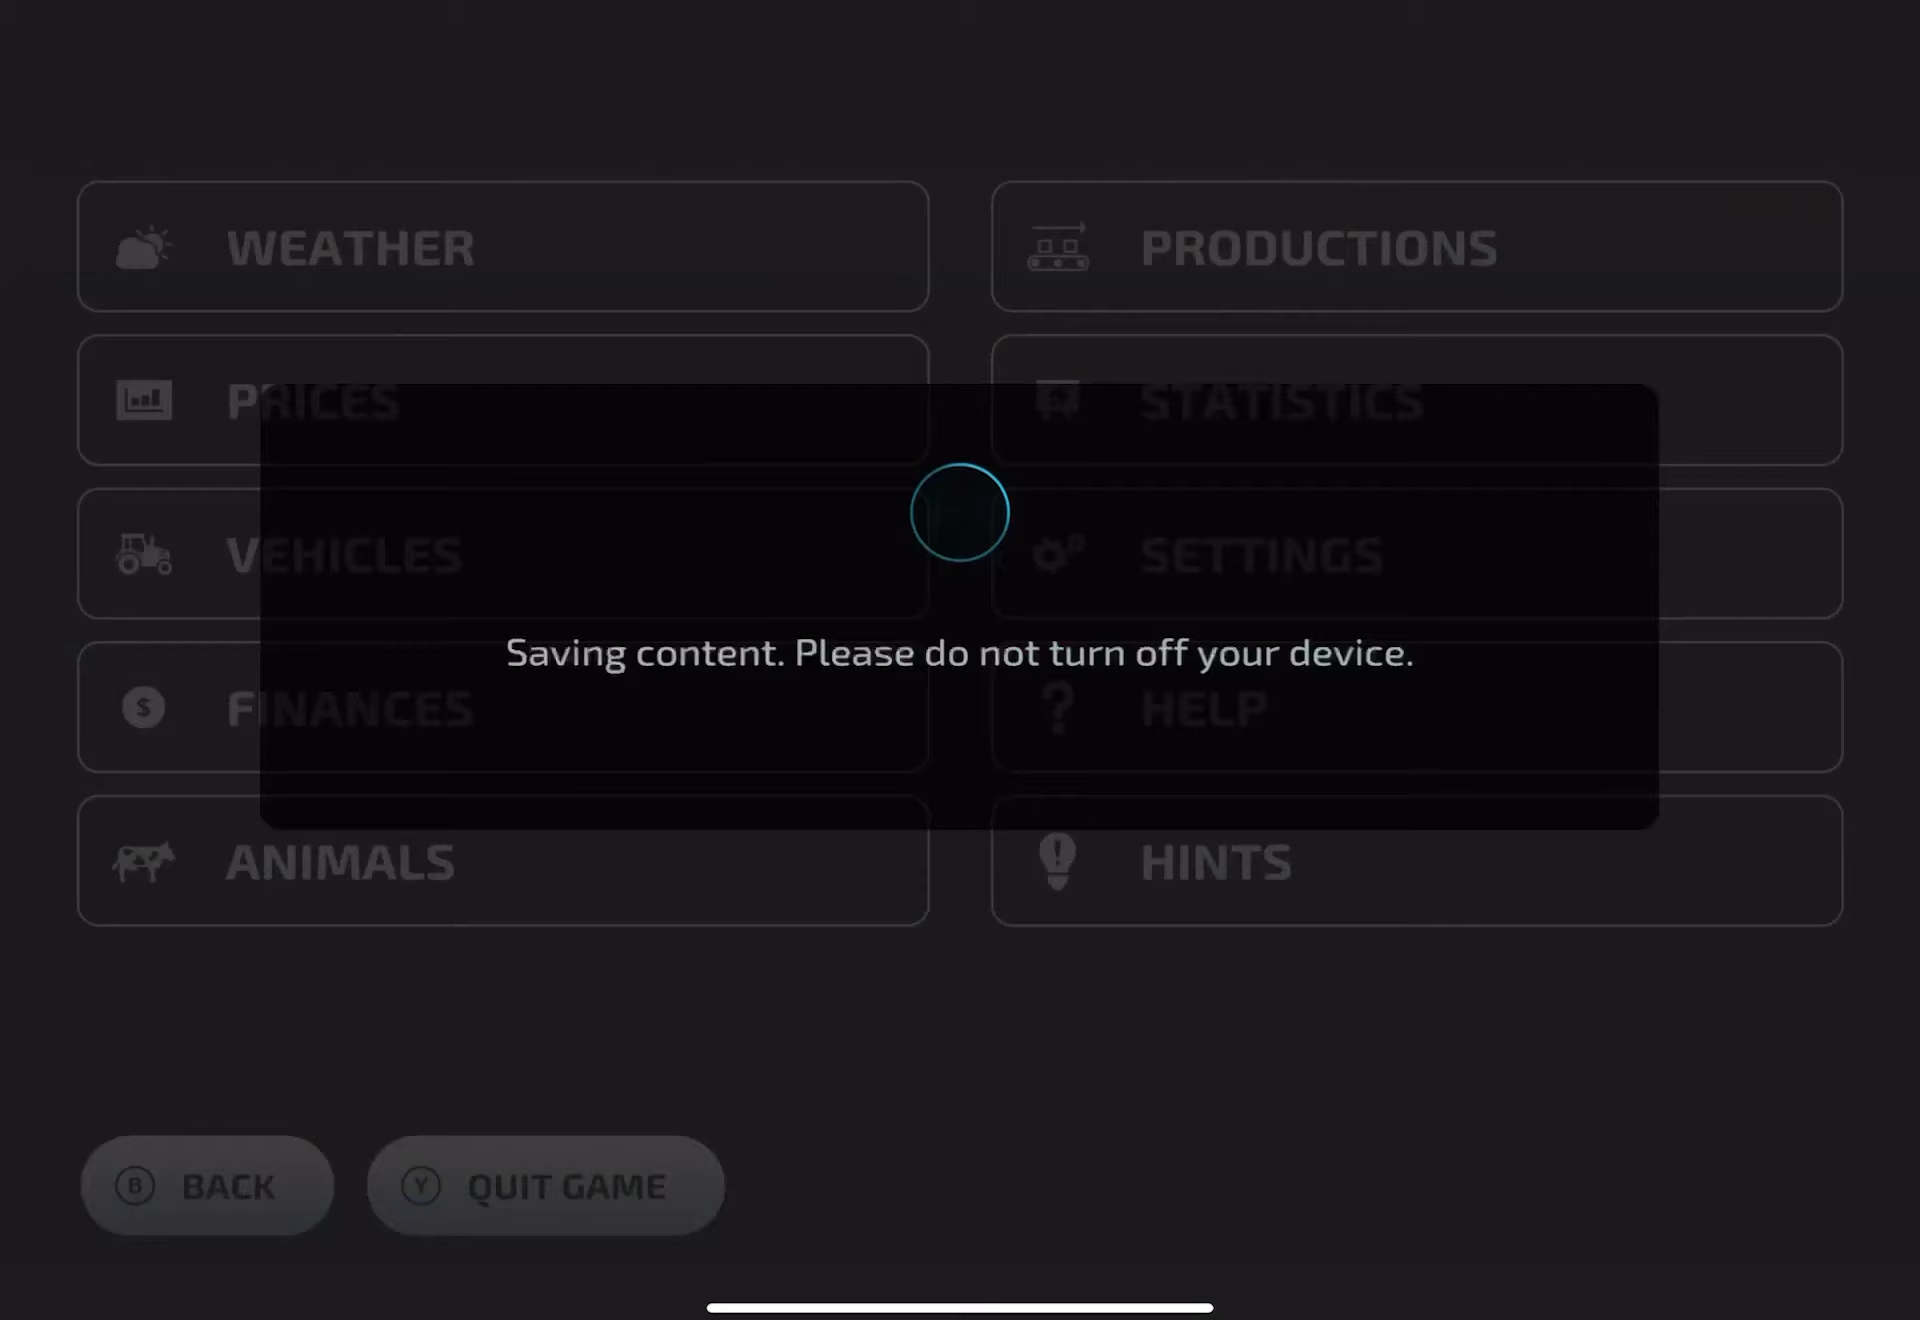 WEATHER
PRODUCTIONS
PRICES
STATISTICS
VEHICLES
SETTINGS
Saving content. Please do not turn off your device.
FINANCES
HELP
ANIMALS
HINTS
B BACK
Y QUIT GAME